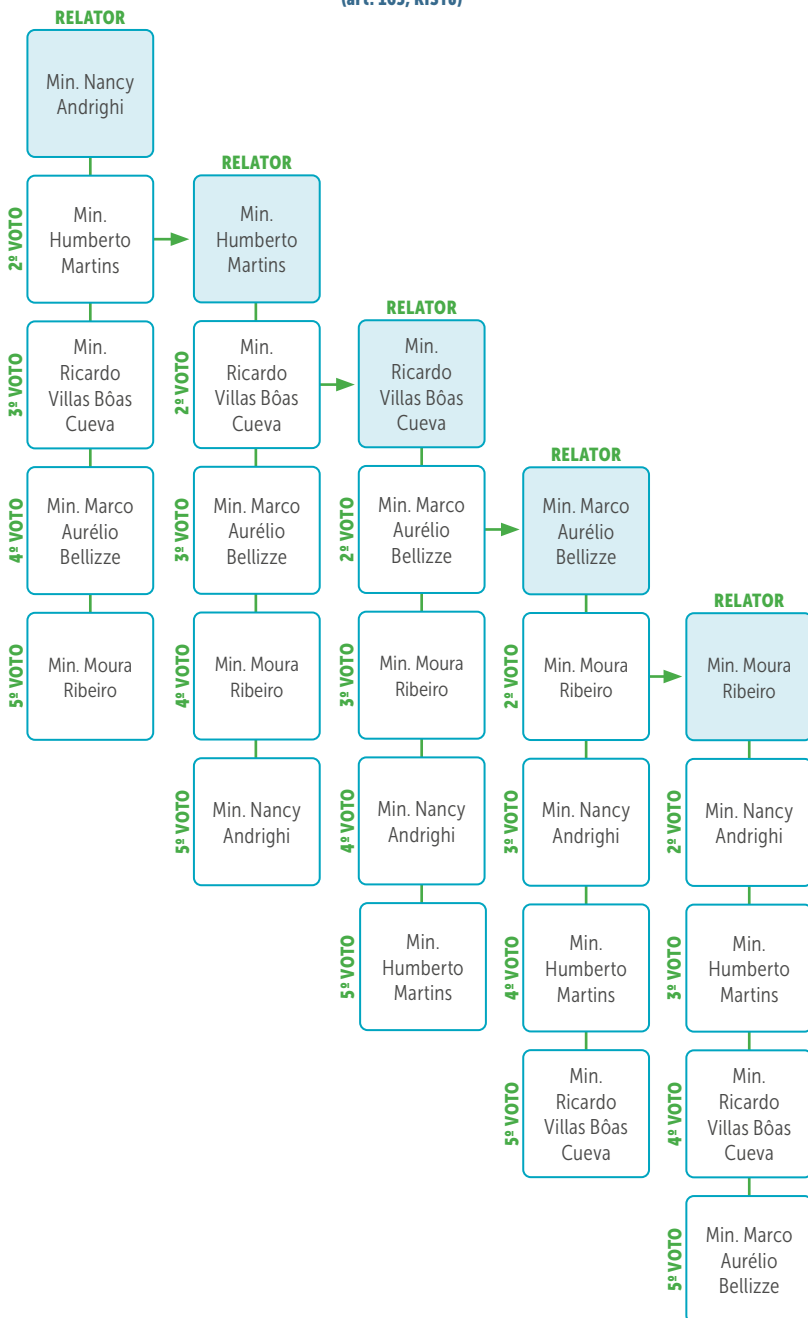 RELATOR
Min. Nancy
Andrighi
2º VOTO
Min.
Humberto
Martins
3º VOTO
Min.
Ricardo
Villas Bôas
Cueva
4º VOTO
Min. Marco
Aurélio
Bellizze
5º VOTO
Min. Moura
Ribeiro
RELATOR
Min.
Humberto
Martins
2º VOTO
Min.
Ricardo
Villas Bôas
Cueva
3º VOTO
Min. Marco
Aurélio
Bellizze
4º VOTO
Min. Moura
Ribeiro
5º VOTO
Min. Nancy
Andrighi
RELATOR
Min.
Ricardo
Villas Bôas
Cueva
2º VOTO
Min. Marco
Aurélio
Bellizze
3º VOTO
Min. Moura
Ribeiro
4º VOTO
Min. Nancy
Andrighi
5º VOTO
Min.
Humberto
Martins
RELATOR
Min. Marco
Aurélio
Bellizze
2º VOTO
Min. Moura
Ribeiro
3º VOTO
Min. Nancy
Andrighi
4º VOTO
Min.
Humberto
Martins
5º VOTO
Min.
Ricardo
Villas Bôas
Cueva
RELATOR
Min. Moura
Ribeiro
2º VOTO
Min. Nancy
Andrighi
3º VOTO
Min.
Humberto
Martins
4º VOTO
Min.
Ricardo
Villas Bôas
Cueva
5º VOTO
Min. Marco
Aurélio
Bellizze